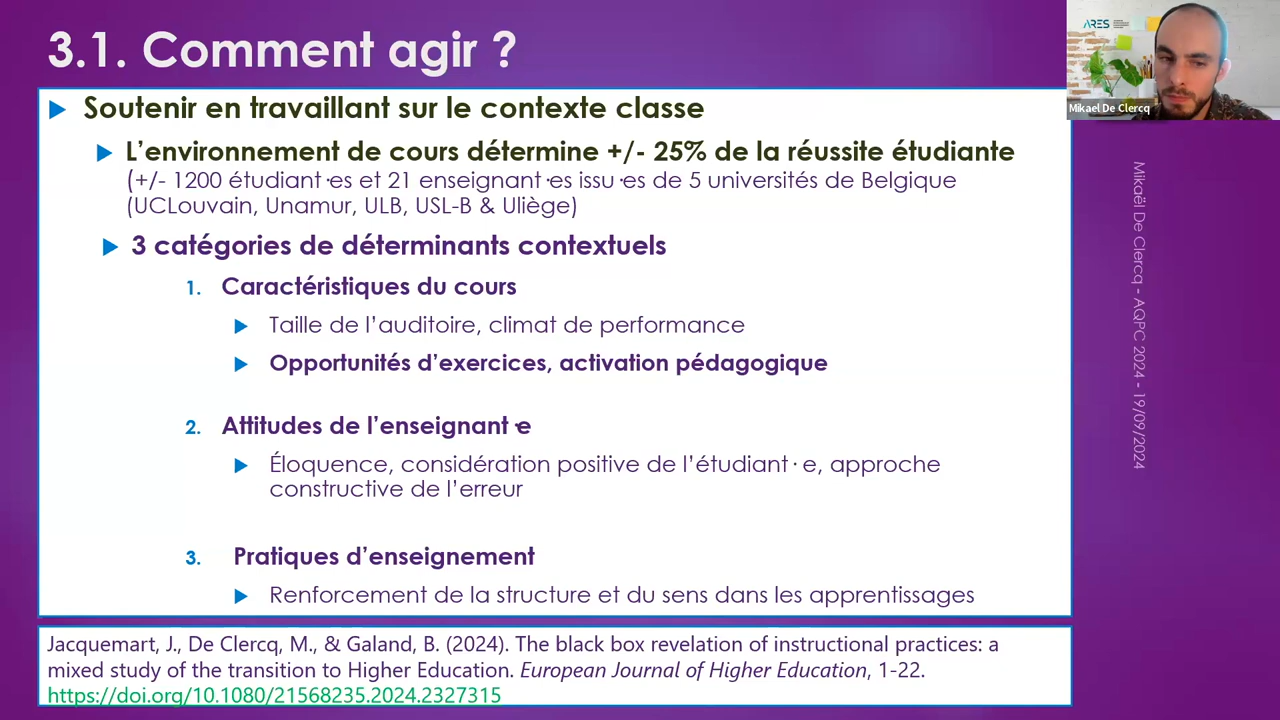 3.1. Comment agir ?
ARES
Mikael De Clercq
Soutenir en travaillant sur le contexte classe
L’environnement de cours détermine +/- 25% de la réussite étudiante
(+/- 1200 étudiant·es et 21 enseignant·es issu·es de 5 universités de Belgique
(UCLouvain, Unamur, ULB, USL-B & Uliège)
3 catégories de déterminants contextuels
1. Caractéristiques du cours
Taille de l’auditoire, climat de performance
Opportunités d’exercices, activation pédagogique
2. Attitudes de l’enseignant·e
Éloquence, considération positive de l’étudiant·e, approche
constructive de l’erreur
3. Pratiques d’enseignement
Renforcement de la structure et du sens dans les apprentissages
Jacquemart, J., De Clercq, M., & Galand, B. (2024). The black box revelation of instructional practices: a
mixed study of the transition to Higher Education. European Journal of Higher Education, 1-22.
https://doi.org/10.1080/21568235.2024.2327315
Mikaël De Clercq - AQPC 2024 - 19/09/2024